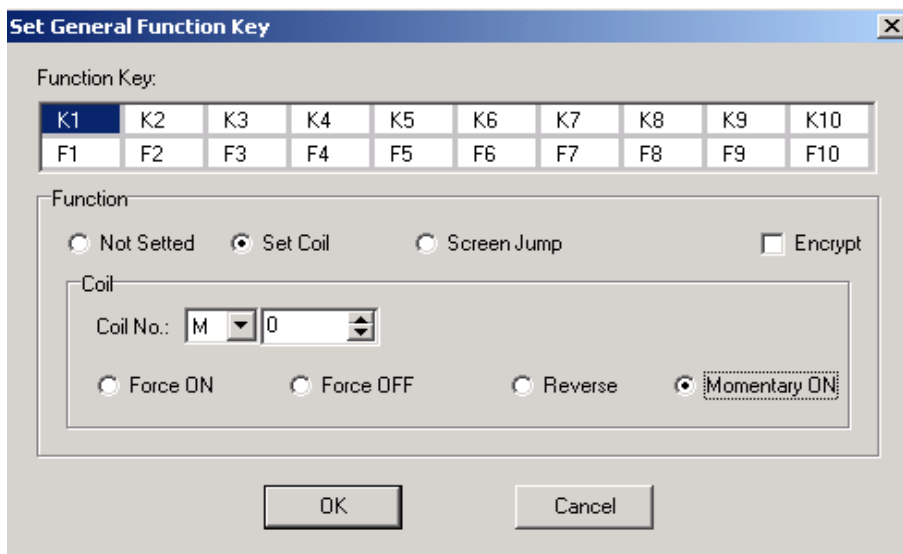 Set General Function Key
Function Key:
K1 K2 K3 K4 K5 K6 K7 K8 K9 K10
F1 F2 F3 F4 F5 F6 F7 F8 F9 F10
Function
Not Setted Set Coil Screen Jump Encrypt
Coil
Coil No.: M 0
Force ON Force OFF Reverse Momentary ON
OK Cancel